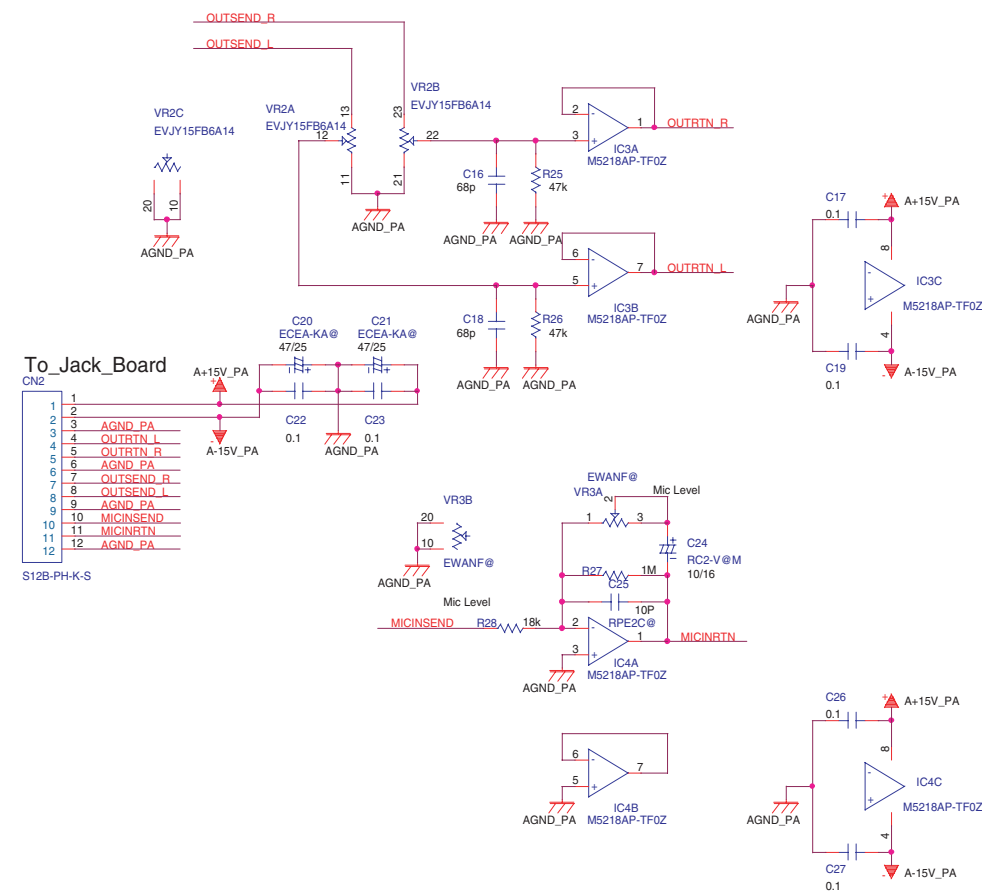 OUTSEND_R
OUTSEND_L
VR2C
EVJY15FB6A14
20
10
AGND_PA
VR2A
EVJY15FB6A14
13
12
11
VR2B
EVJY15FB6A14
23
22
21
AGND_PA
C16
68p
AGND_PA
R25
47k
AGND_PA
2
-
3
+
1
OUTRTN_R
IC3A
M5218AP-TF0Z
6
-
5
+
7
OUTRTN_L
IC3B
M5218AP-TF0Z
C18
68p
AGND_PA
R26
47k
AGND_PA
C17
0.1
+
A+15V_PA
8
-
+
IC3C
M5218AP-TF0Z
4
AGND_PA
C19
0.1
-
A-15V_PA
C20
ECEA-KA@
47/25
C21
ECEA-KA@
47/25
To_Jack_Board
CN2
A+15V_PA
+
-
A-15V_PA
C22
0.1
C23
0.1
AGND_PA
1 1
2 2
3 3 AGND_PA
4 4 OUTRTN_L
5 5 OUTRTN_R
6 6 AGND_PA
7 7 OUTSEND_R
8 8 OUTSEND_L
9 9 AGND_PA
10 10 MICINSEND
11 11 MICINRTN
12 12 AGND_PA
S12B-PH-K-S
VR3B
20
10
EWANF@
AGND_PA
EWANF@
VR3A
2
Mic Level
1
3
+
-
C24
RC2-V@M
10/16
R27
1M
C25
10P
RPE2C@
Mic Level
MICINSEND
R28
18k
2
-
3
+
1
MICINRTN
IC4A
M5218AP-TF0Z
AGND_PA
6
-
5
+
7
IC4B
M5218AP-TF0Z
AGND_PA
C26
0.1
+
A+15V_PA
8
-
+
IC4C
M5218AP-TF0Z
4
AGND_PA
C27
0.1
-
A-15V_PA